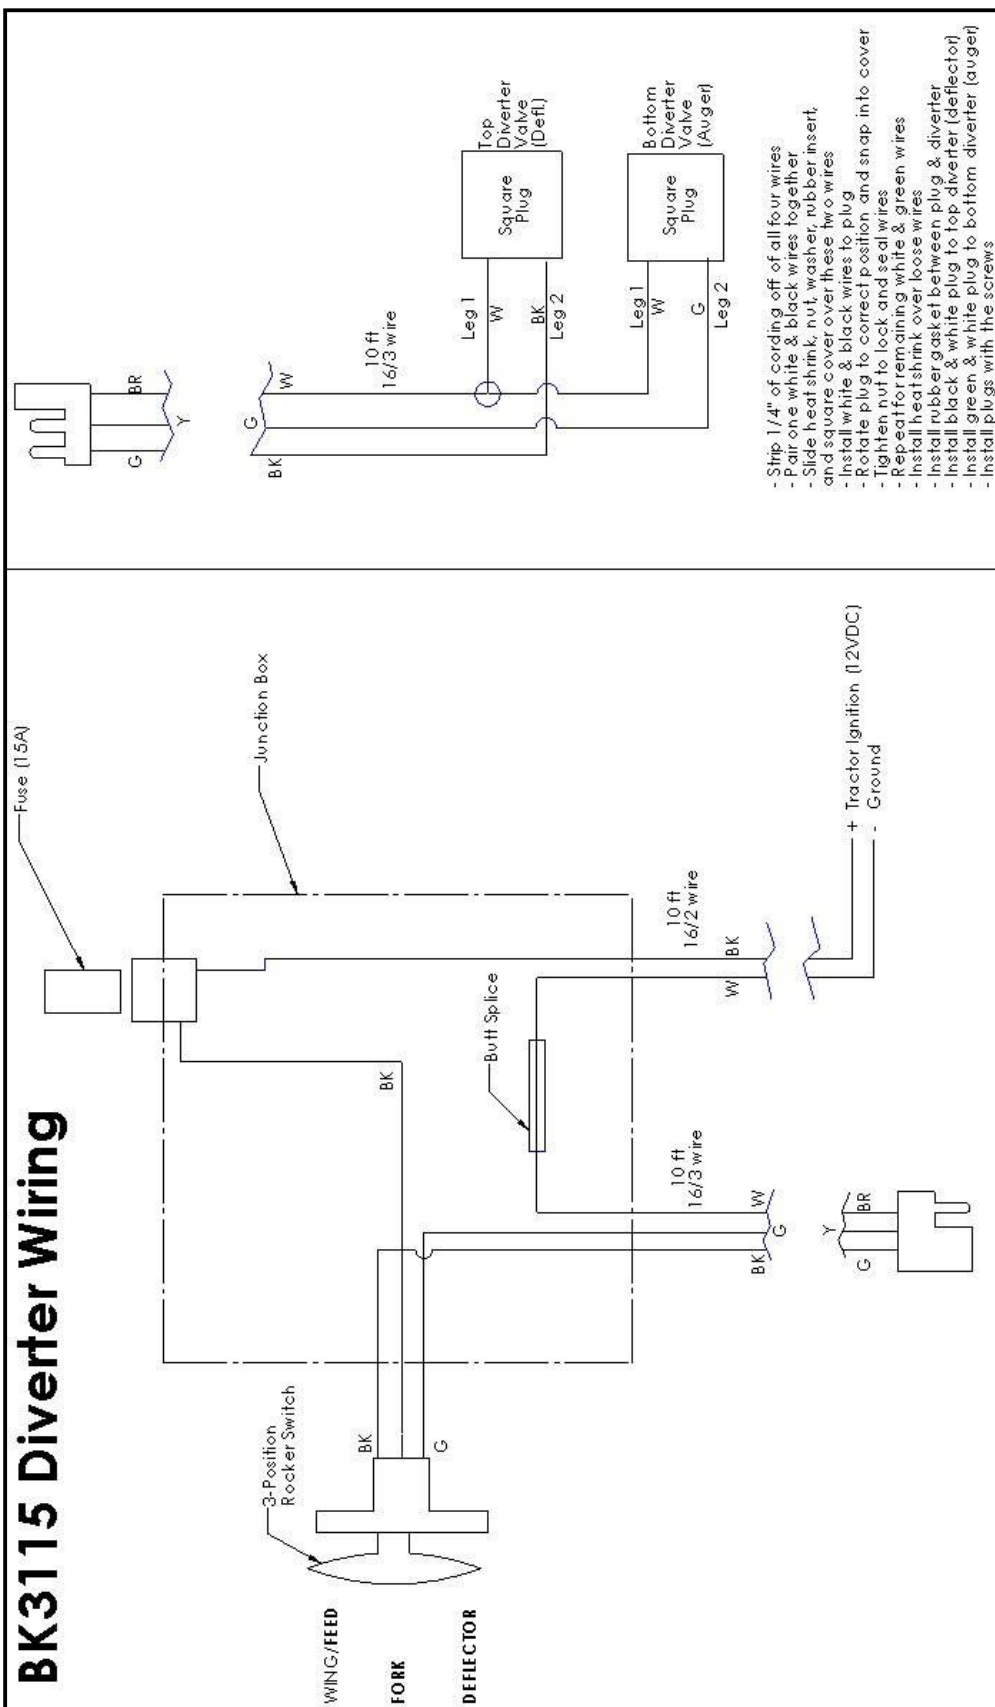 BK3115 Diverter Wiring
Fuse (15A)
Junction Box
BK
3-Position
Rocker Switch
WING/FEED
FORK
DEFLECTOR
BK
G
Butt Splice
10 ft
16/3 wire
BK
G
W
G
Y
BR
10 ft
16/2 wire
W
BK
+ Tractor Ignition (12VDC)
- Ground
G
Y
BR
BK
G
W
10 ft
16/3 wire
Leg 1
W
BK
Leg 2
Square
Plug
Top
Diverter
Valve
(Defl.)
Leg 1
W
G
Leg 2
Square
Plug
Bottom
Diverter
Valve
(Auger)
- Strip 1/4" of cording off of all four wires
- Pair one white & black wires together
- Slide heat shrink, nut, washer, rubber insert,
and square cover over these two wires
- Install white & black wires to plug
- Rotate plug to correct position and snap into cover
- Tighten nut to lock and seal wires
- Repeat for remaining white & green wires
- Install heat shrink over loose wires
- Install rubber gasket between plug & diverter
- Install black & white plug to top diverter (deflector)
- Install green & white plug to bottom diverter (auger)
- Install plugs with the screws